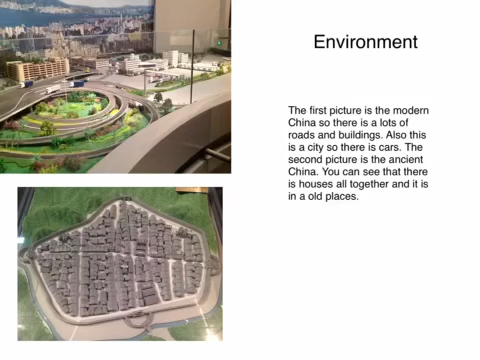 Environment
The first picture is the modern
China so there is a lots of
roads and buildings. Also this
is a city so there is cars. The
second picture is the ancient
China. You can see that there
is houses all together and it is
in a old places.